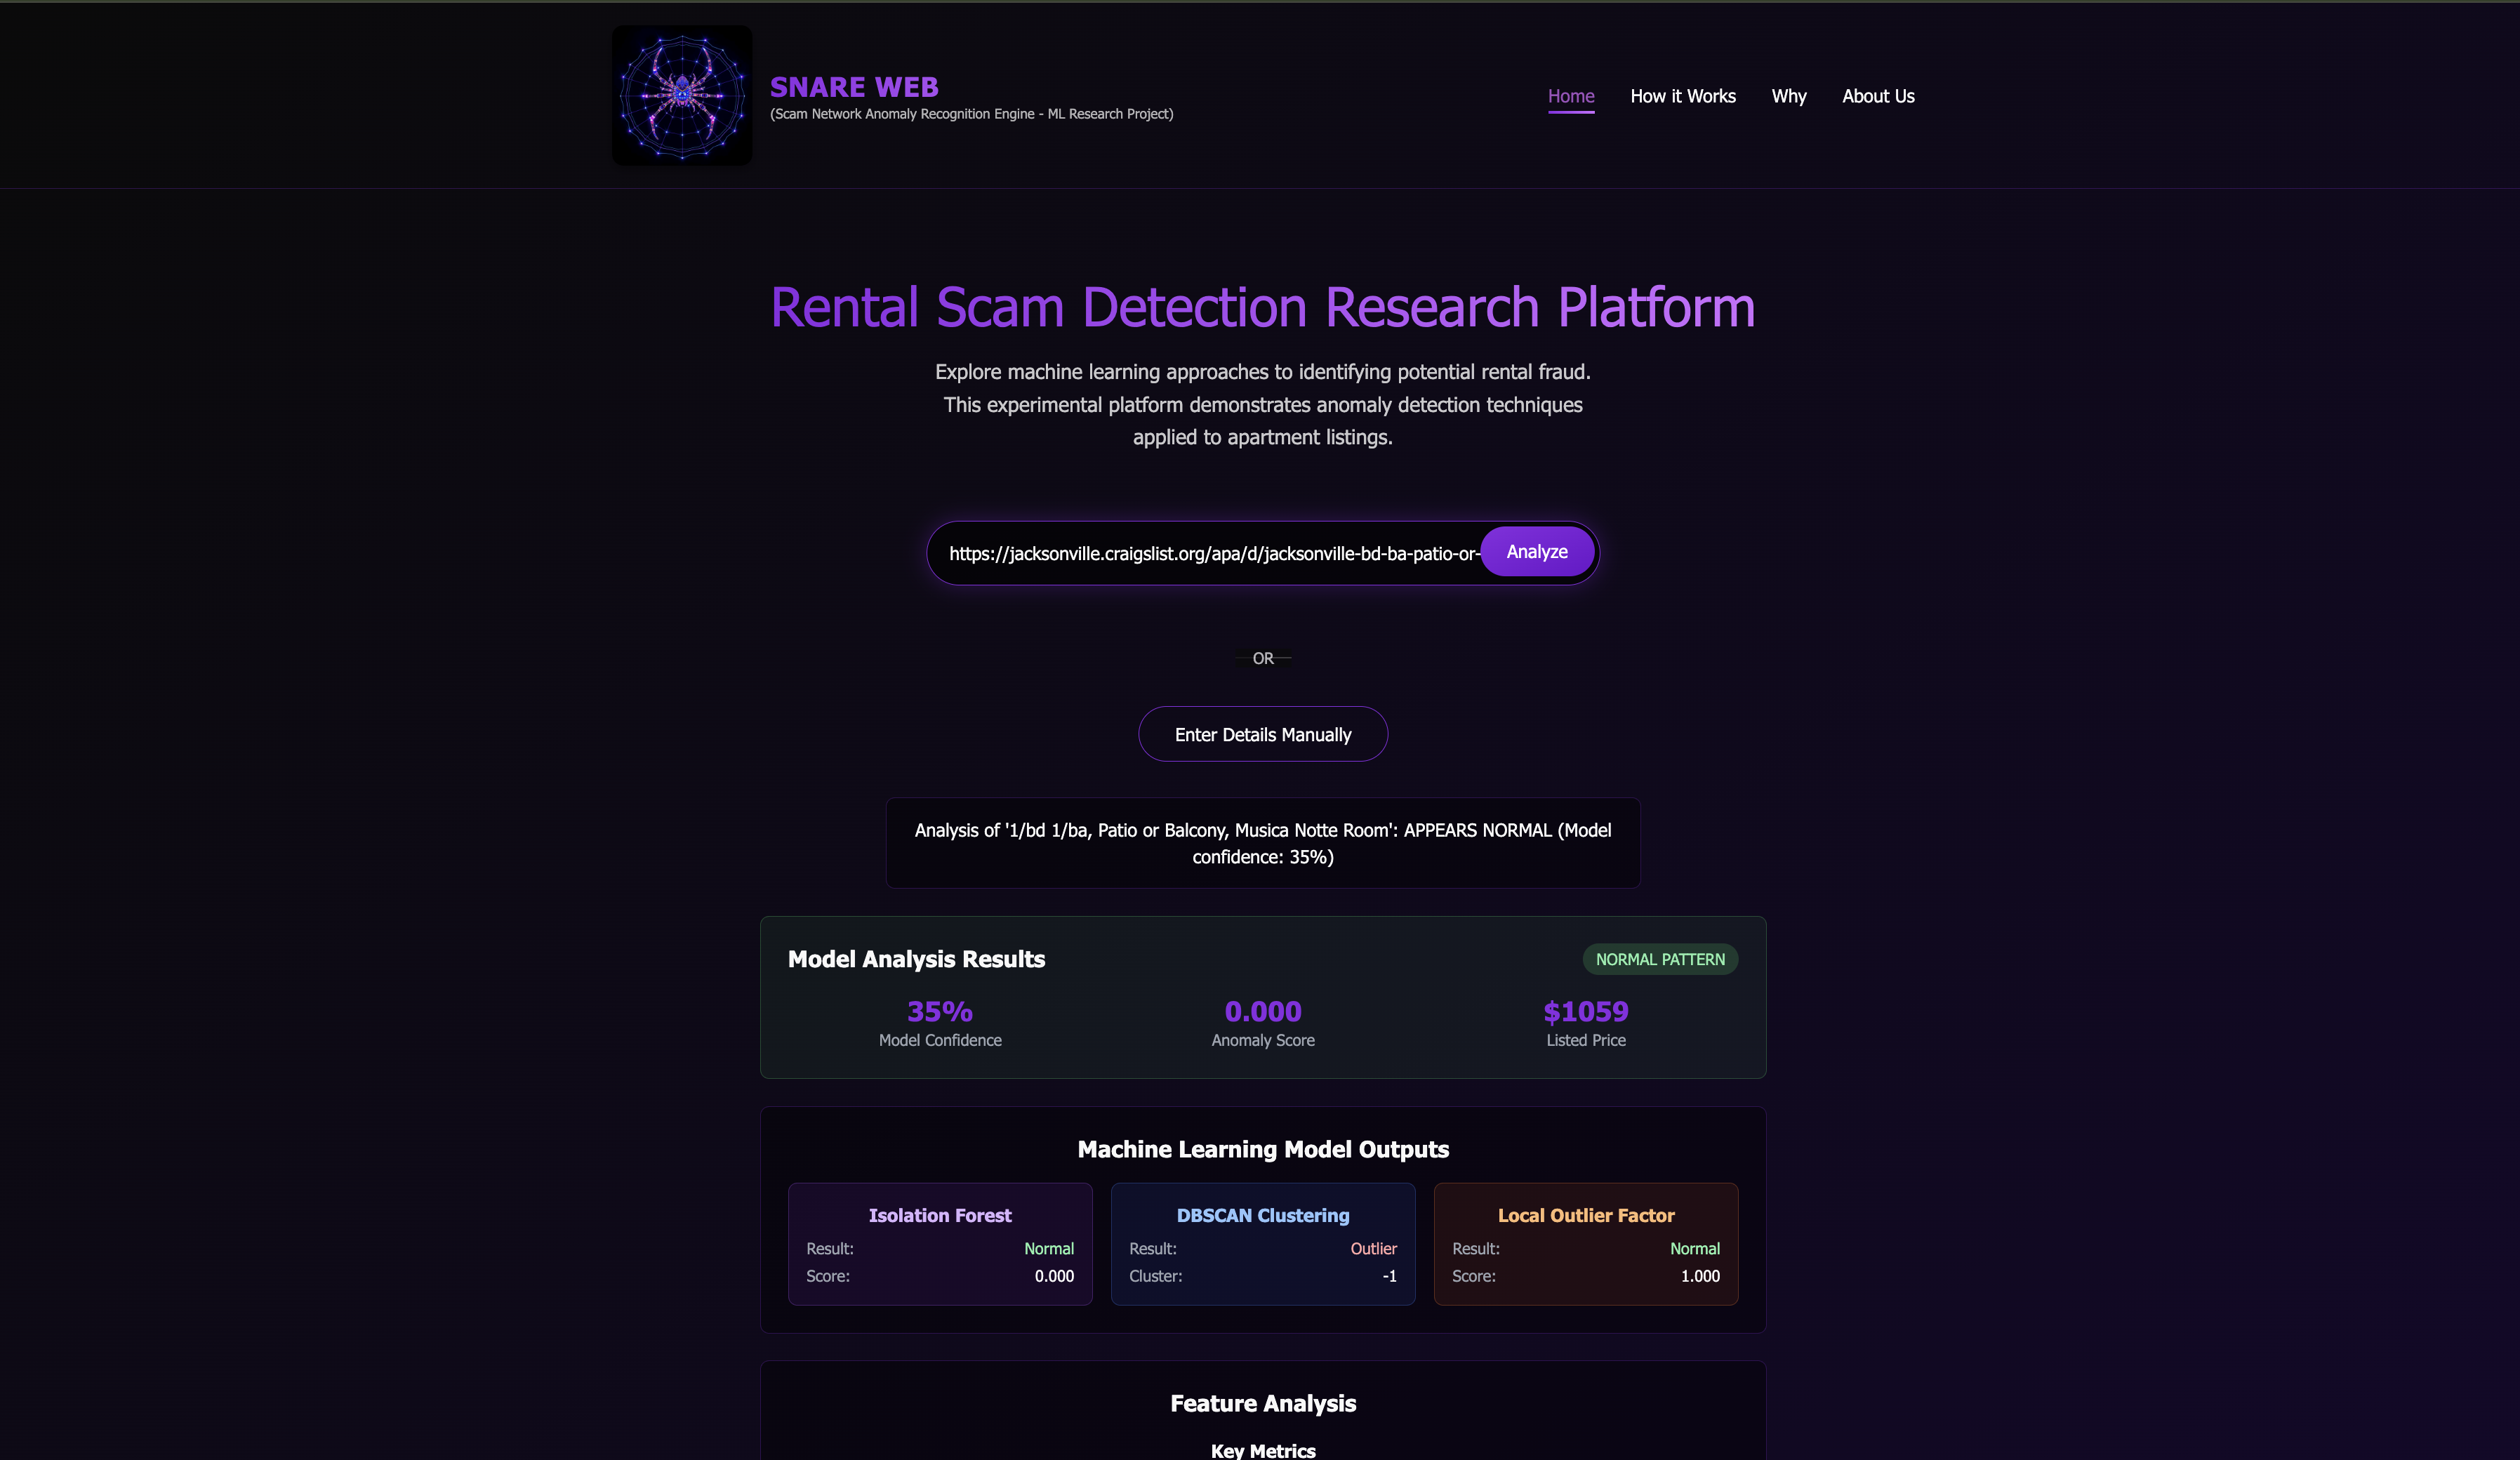 SNARE WEB
(Scam Network Anomaly Recognition Engine - ML Research Project)
Home
How it Works
Why
About Us
Rental Scam Detection Research Platform
Explore machine learning approaches to identifying potential rental fraud.
This experimental platform demonstrates anomaly detection techniques
applied to apartment listings.
https://jacksonville.craigslist.org/apa/d/jacksonville-bd-ba-patio-or-
Analyze
OR
Enter Details Manually
Analysis of '1/bd 1/ba, Patio or Balcony, Musica Notte Room': APPEARS NORMAL (Model
confidence: 35%)
Model Analysis Results
NORMAL PATTERN
35%
Model Confidence
0.000
Anomaly Score
$1059
Listed Price
Machine Learning Model Outputs
Isolation Forest
Result: Normal
Score: 0.000
DBSCAN Clustering
Result: Outlier
Cluster: -1
Local Outlier Factor
Result: Normal
Score: 1.000
Feature Analysis
Key Metrics